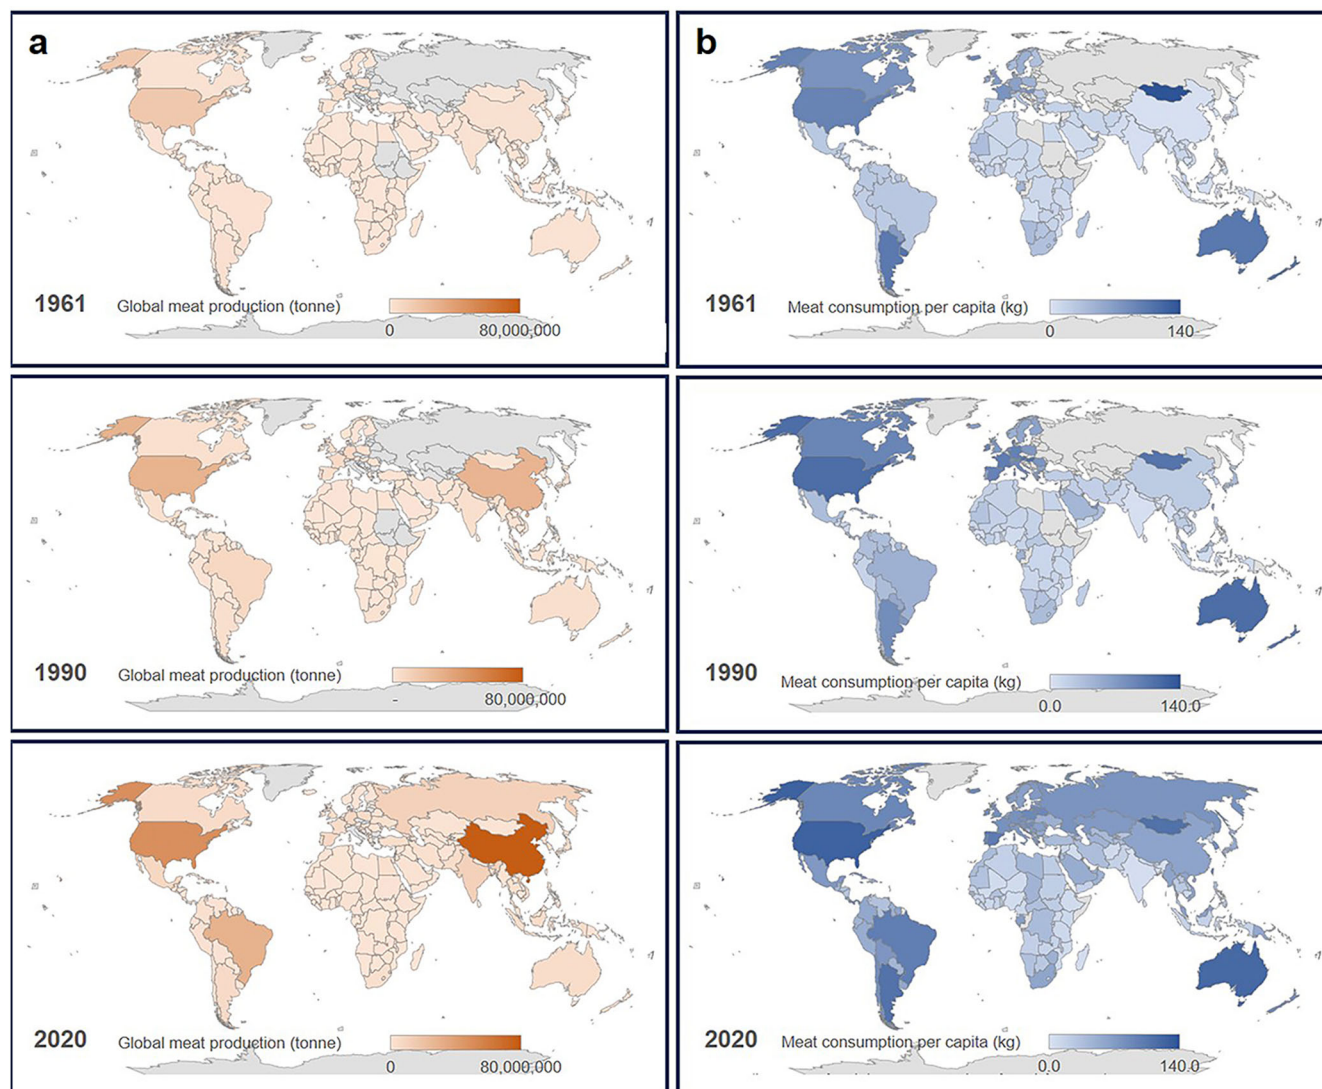 a
1961 Global meat production (tonne)
0 80,000,000
b
1961 Meat consumption per capita (kg)
0 140
1990 Global meat production (tonne)
- 80,000,000
1990 Meat consumption per capita (kg)
0.0 140.0
2020 Global meat production (tonne)
0 80,000,000
2020 Meat consumption per capita (kg)
0.0 140.0